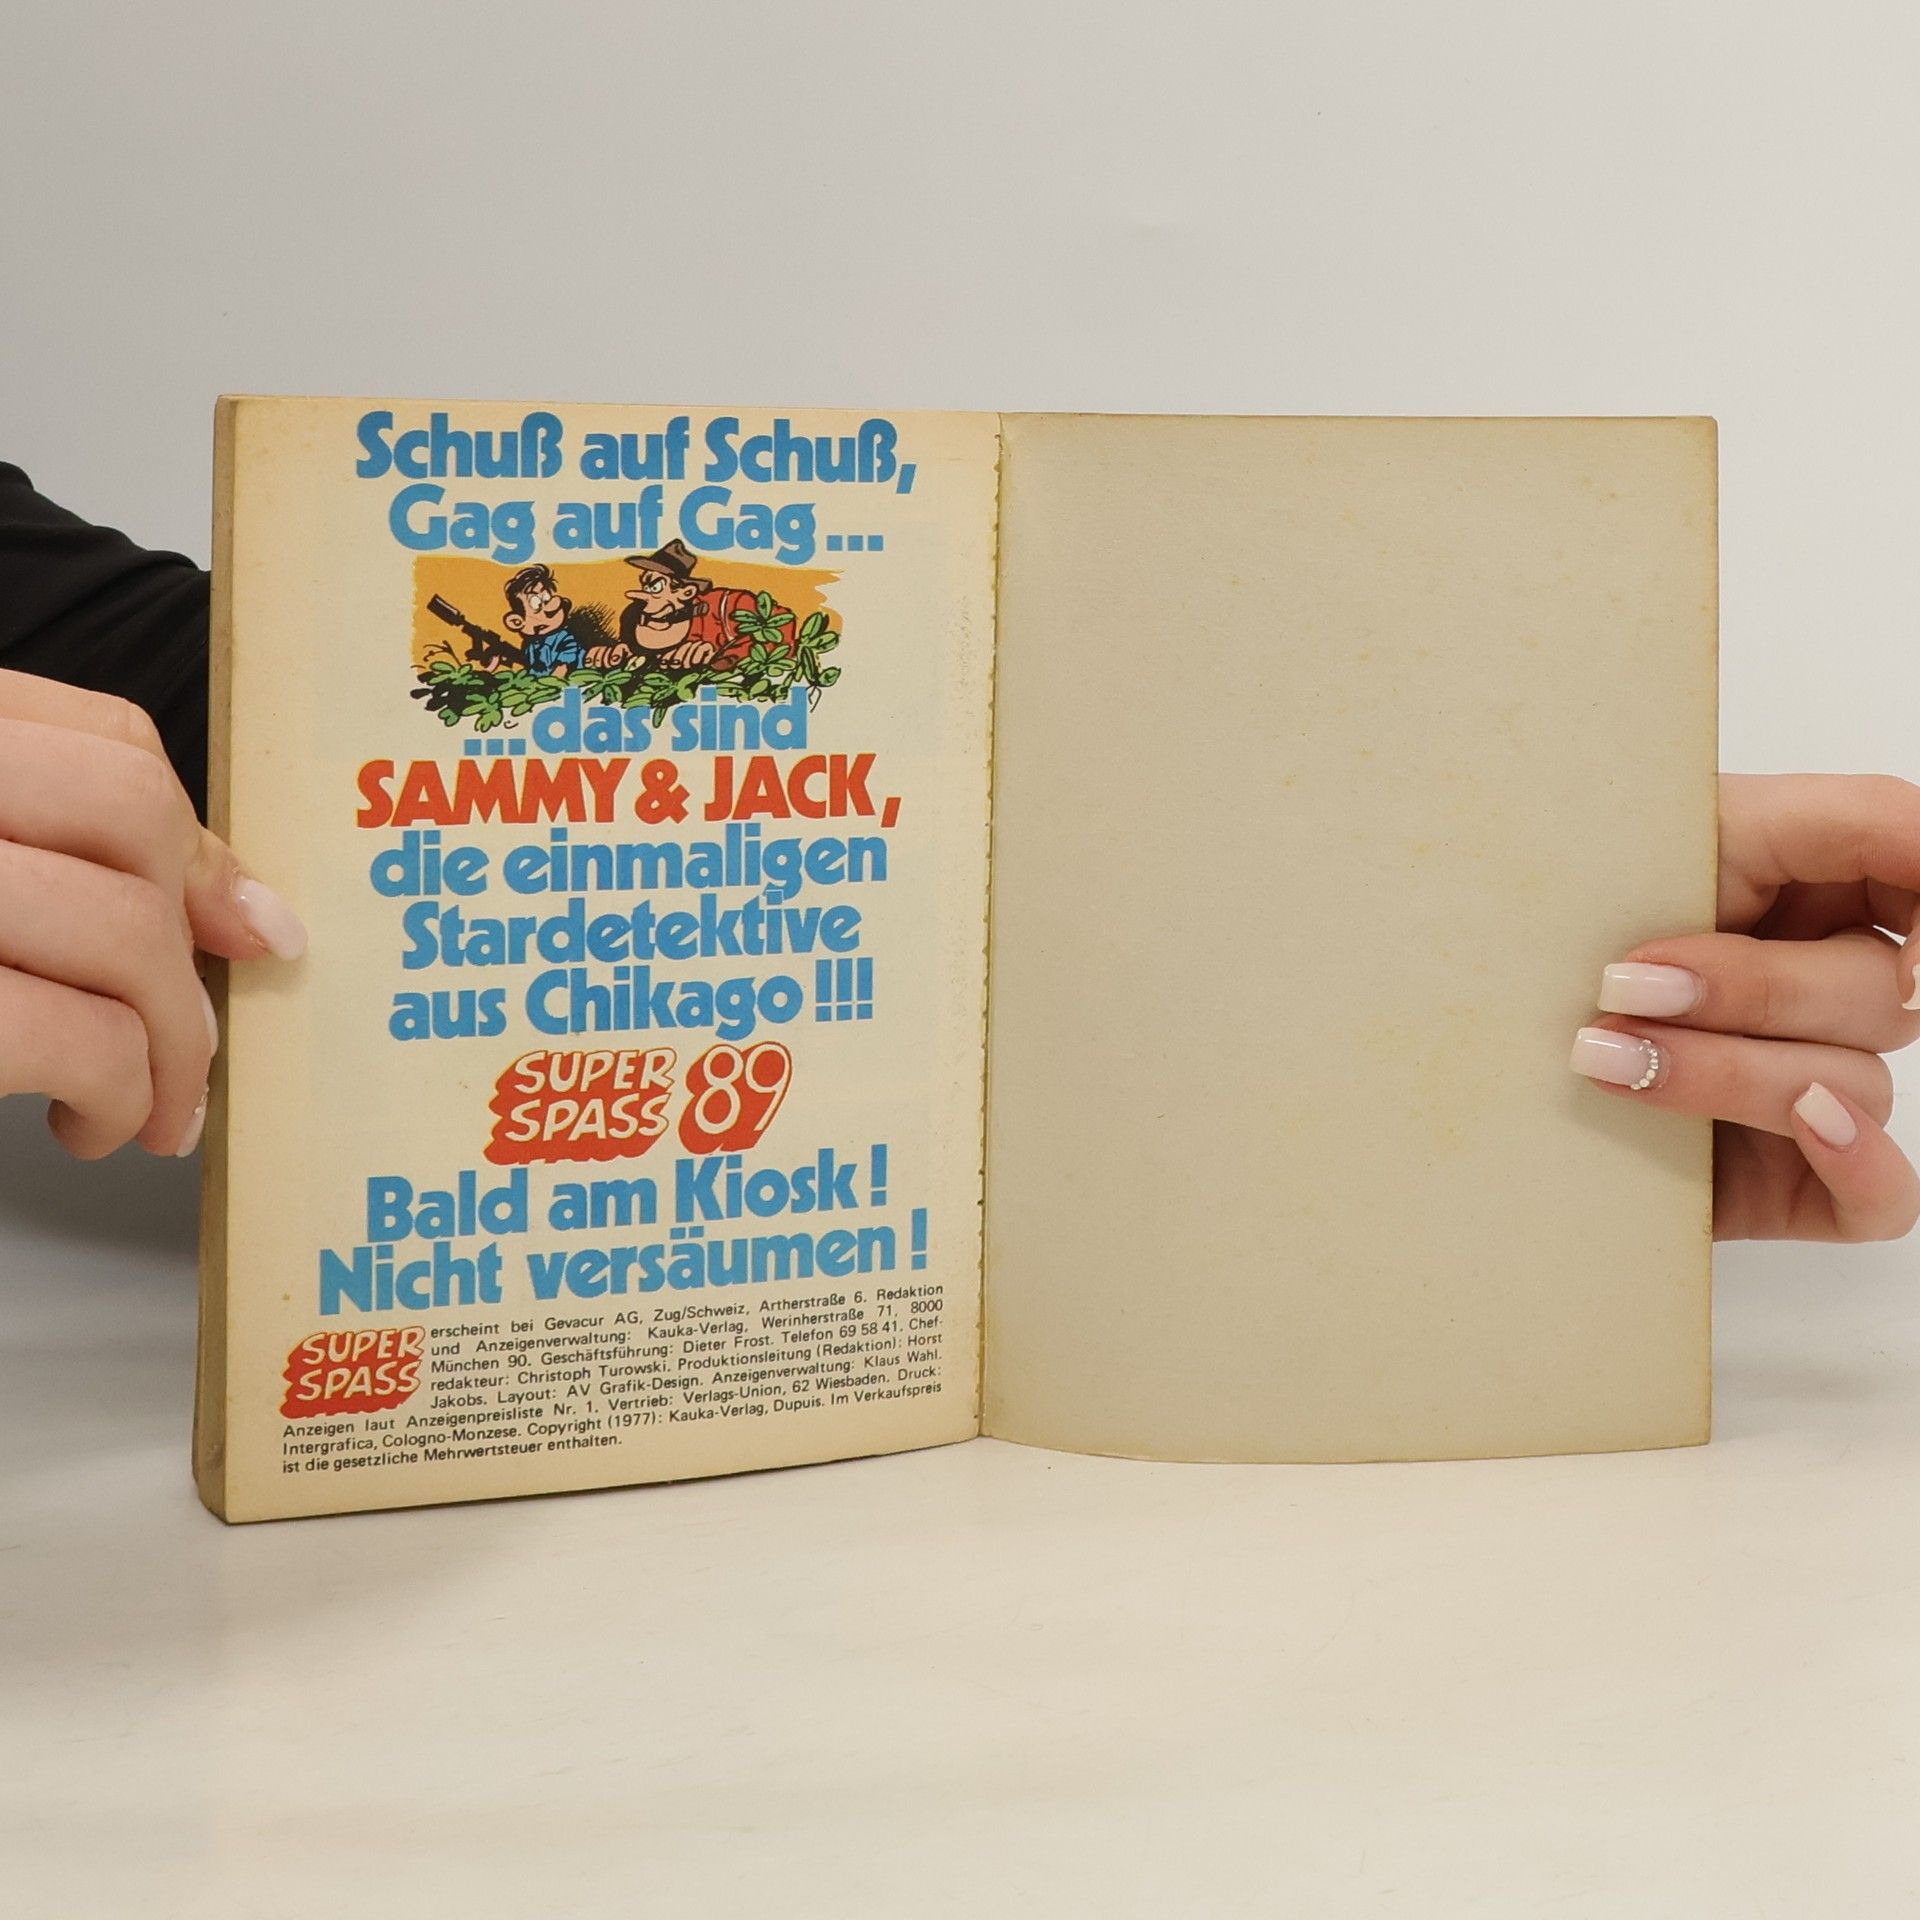 Schuß auf Schuß,
Gag auf Gag...
...das sind
SAMMY & JACK,
die einmaligen
Stardetektive
aus Chikago!!!
SUPER
SPASS 89
Bald am Kiosk!
Nicht versäumen!
SUPER
SPASS
erscheint bei Gevacur AG, Zug/Schweiz, Artherstraße 6. Redaktion
und Anzeigenverwaltung: Kauka-Verlag, Werinherstraße 71, 8000
München 90. Geschäftsführung: Dieter Frost. Telefon 69 58 41. Chef-
redakteur: Christoph Turowski. Produktionsleitung (Redaktion): Horst
Jakobs. Layout: AV Grafik-Design. Anzeigenverwaltung: Klaus Wahl.
Anzeigen laut Anzeigenpreisliste Nr. 1. Vertrieb: Verlags-Union, 62 Wiesbaden. Druck:
Intergrafica, Cologno-Monzese. Copyright (1977): Kauka-Verlag, Dupuis. Im Verkaufspreis
ist die gesetzliche Mehrwertsteuer enthalten.